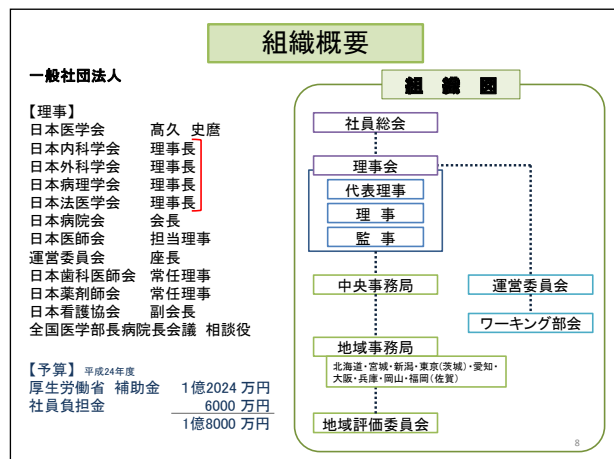 組織概要
一般社団法人
【理事】
日本医学会 髙久 史麿
日本内科学会 理事長
日本外科学会 理事長
日本病理学会 理事長
日本法医学会 理事長
日本病院会 会長
日本医師会 担当理事
運営委員会 座長
日本歯科医師会 常任理事
日本薬剤師会 常任理事
日本看護協会 副会長
全国医学部長病院長会議 相談役
【予算】 平成24年度
厚生労働省 補助金 1億2024 万円
社員負担金 6000 万円
1億8000 万円
組 織 図
社員総会
理事会
代表理事
理 事
監 事
中央事務局
運営委員会
ワーキング部会
地域事務局
北海道・宮城・新潟・東京(茨城)・愛知・
大阪・兵庫・岡山・福岡(佐賀)
地域評価委員会
8